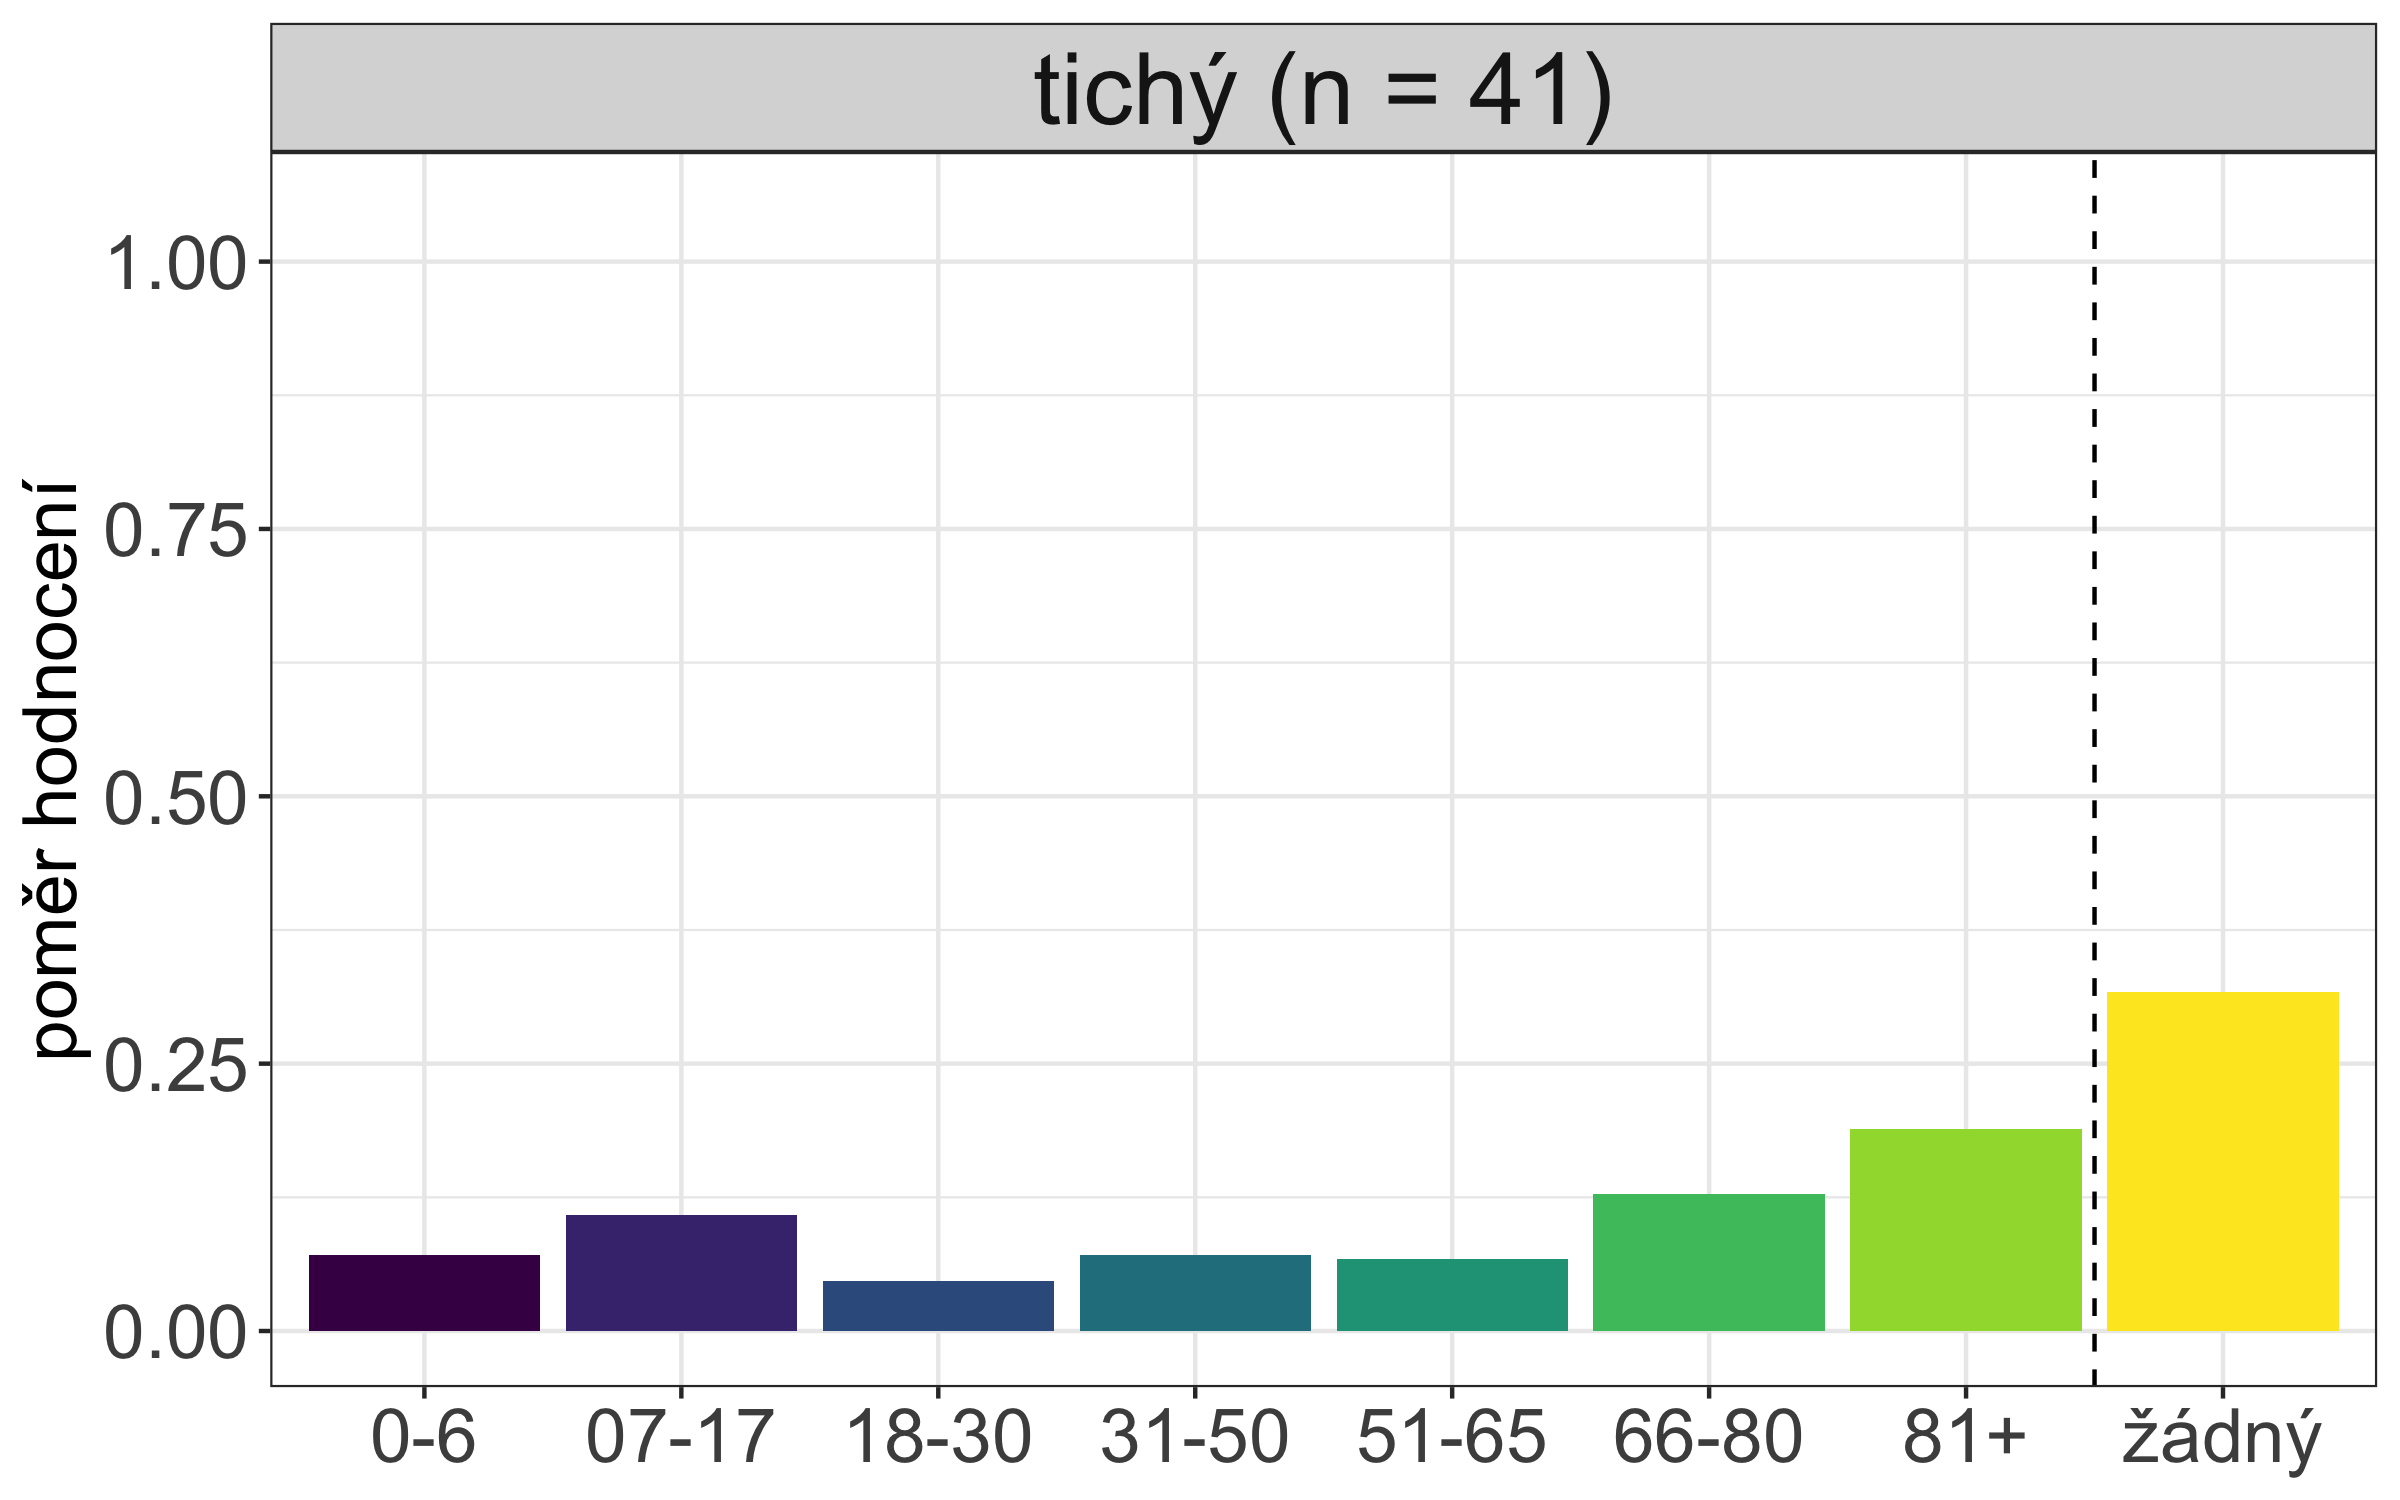 tichý (n = 41)
poměr hodnocení
1.00
0.75
0.50
0.25
0.00
0-6 07-17 18-30 31-50 51-65 66-80 81+ žádný